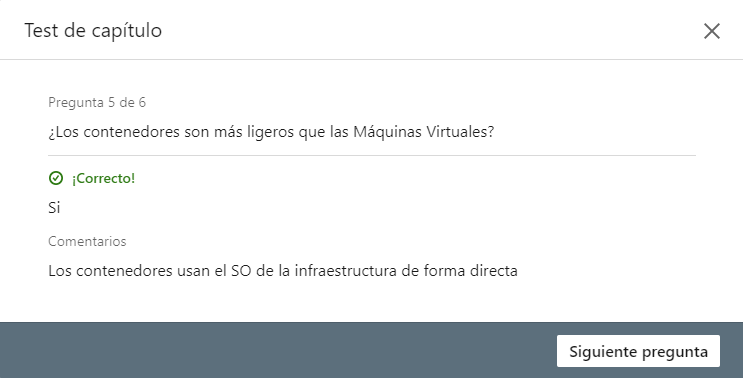 Test de capítulo
Pregunta 5 de 6
¿Los contenedores son más ligeros que las Máquinas Virtuales?
¡Correcto!
Si
Comentarios
Los contenedores usan el SO de la infraestructura de forma directa
Siguiente pregunta